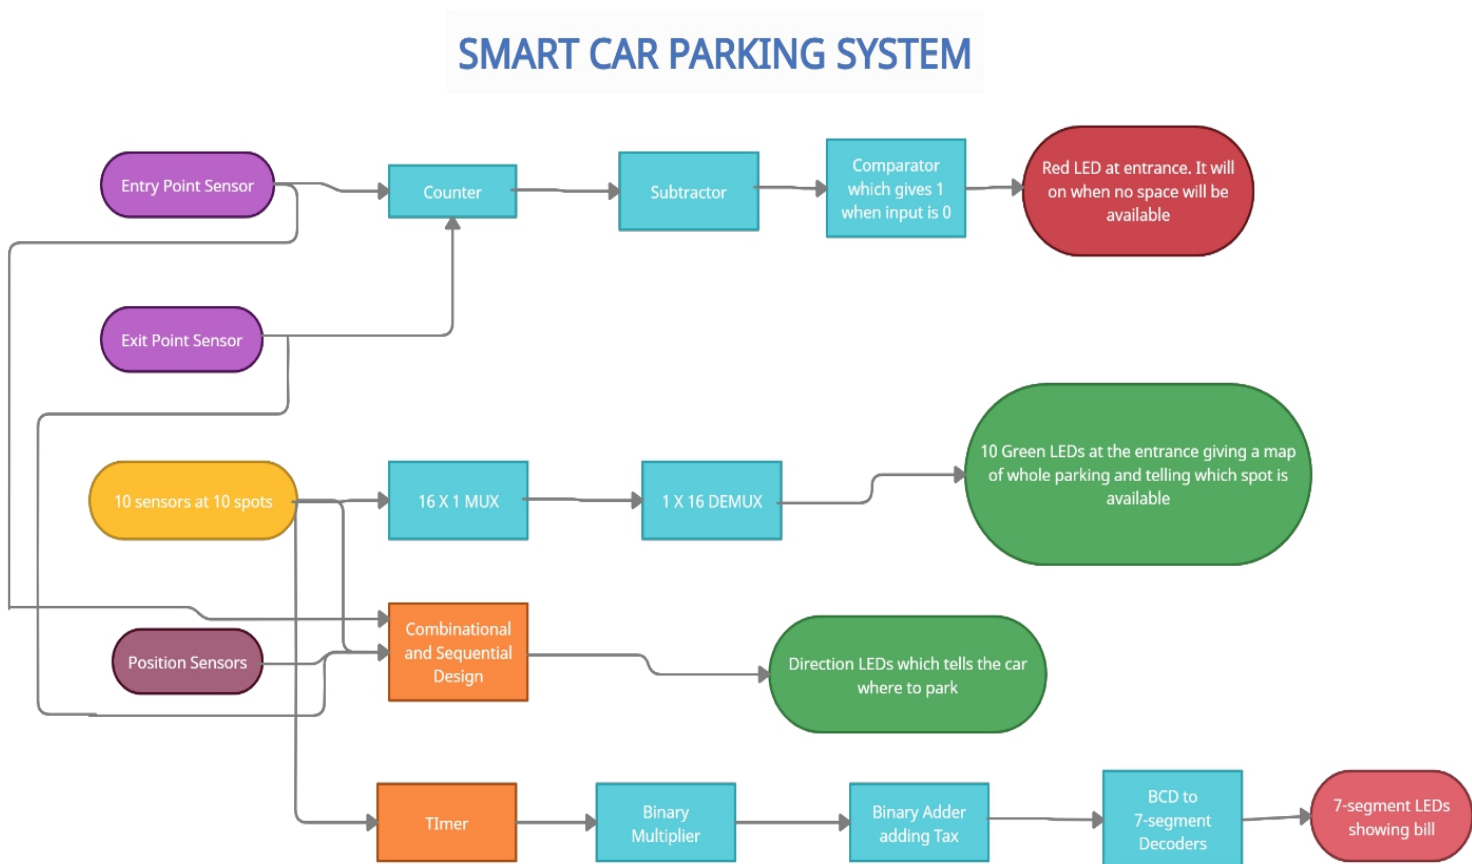 SMART CAR PARKING SYSTEM
Entry Point Sensor
Counter
Subtractor
Comparator
which gives 1
when input is 0
Red LED at entrance. It will
on when no space will be
available
Exit Point Sensor
10 sensors at 10 spots
16 X 1 MUX
1 X 16 DEMUX
10 Green LEDs at the entrance giving a map
of whole parking and telling which spot is
available
Position Sensors
Combinational
and Sequential
Design
Direction LEDs which tells the car
where to park
TImer
Binary
Multiplier
Binary Adder
adding Tax
BCD to
7-segment
Decoders
7-segment LEDs
showing bill